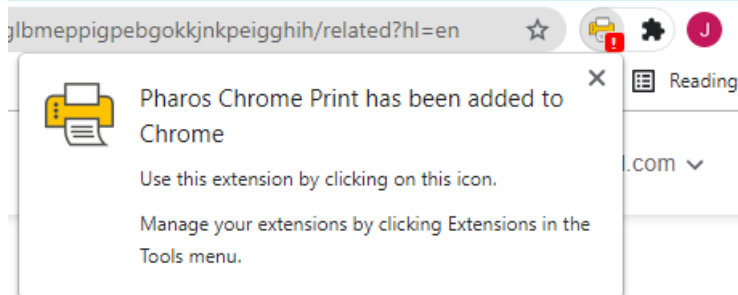 glbmeppigpebgokkjnkpeigghih/related?hl=en
!
J
Pharos Chrome Print has been added to
Chrome
Use this extension by clicking on this icon.
Manage your extensions by clicking Extensions in the
Tools menu.
Reading
l.com